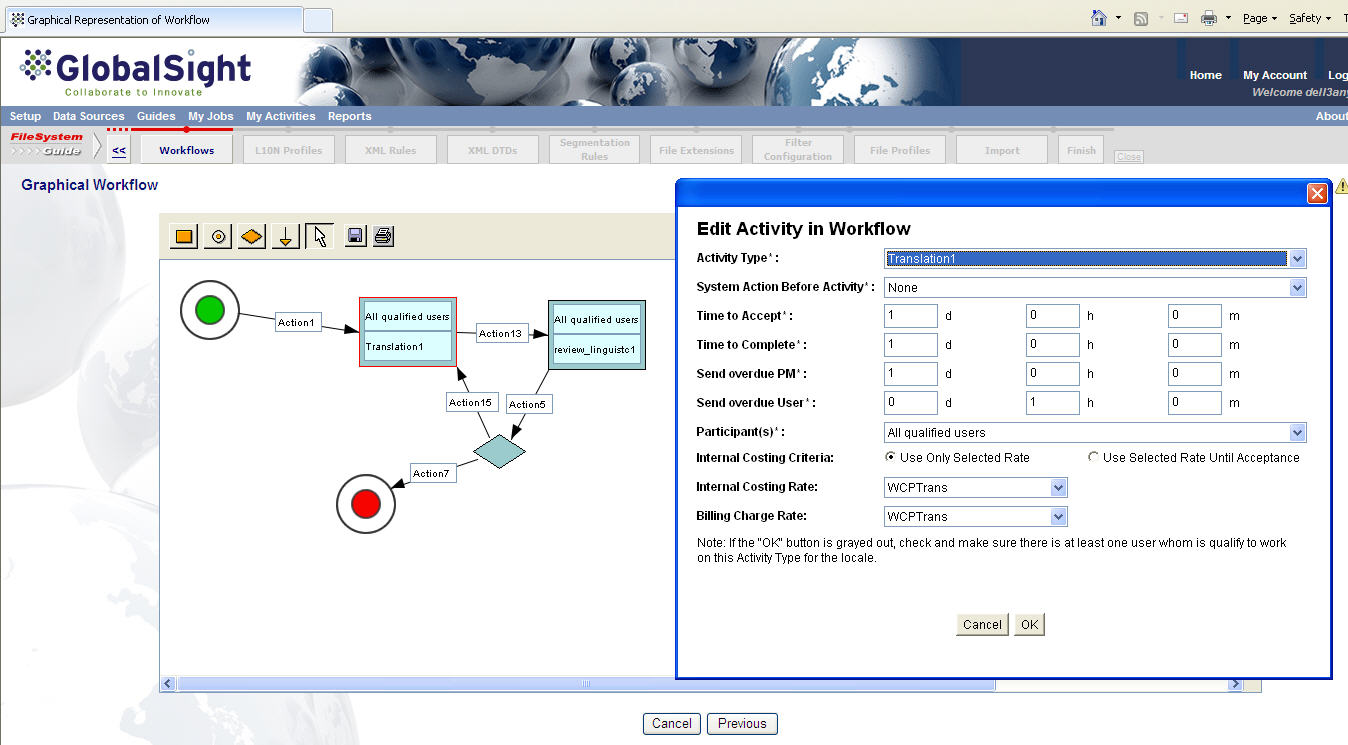 Graphical Representation of Workflow
Page Safety T
GlobalSight
Collaborate to Innovate
Home My Account Log
Welcome dell3any
Setup Data Sources Guides My Jobs My Activities Reports
About
FileSystem
>>>> Guide
<< Workflows L10N Profiles XML Rules XML DTDs Segmentation Rules File Extensions Filter Configuration File Profiles Import Finish Close
Graphical Workflow
Edit Activity in Workflow
Activity Type*: Translation1
System Action Before Activity*: None
Time to Accept*: 1 d 0 h 0 m
Time to Complete*: 1 d 0 h 0 m
Send overdue PM*: 1 d 0 h 0 m
Send overdue User*: 0 d 1 h 0 m
Participant(s)*: All qualified users
Internal Costing Criteria: Use Only Selected Rate Use Selected Rate Until Acceptance
Internal Costing Rate: WCPTrans
Billing Charge Rate: WCPTrans
Note: If the "OK" button is grayed out, check and make sure there is at least one user whom is qualify to work
on this Activity Type for the locale.
Cancel OK
Action1
All qualified users
Translation1
Action13
All qualified users
review_linguistc1
Action15
Action5
Action7
Cancel Previous